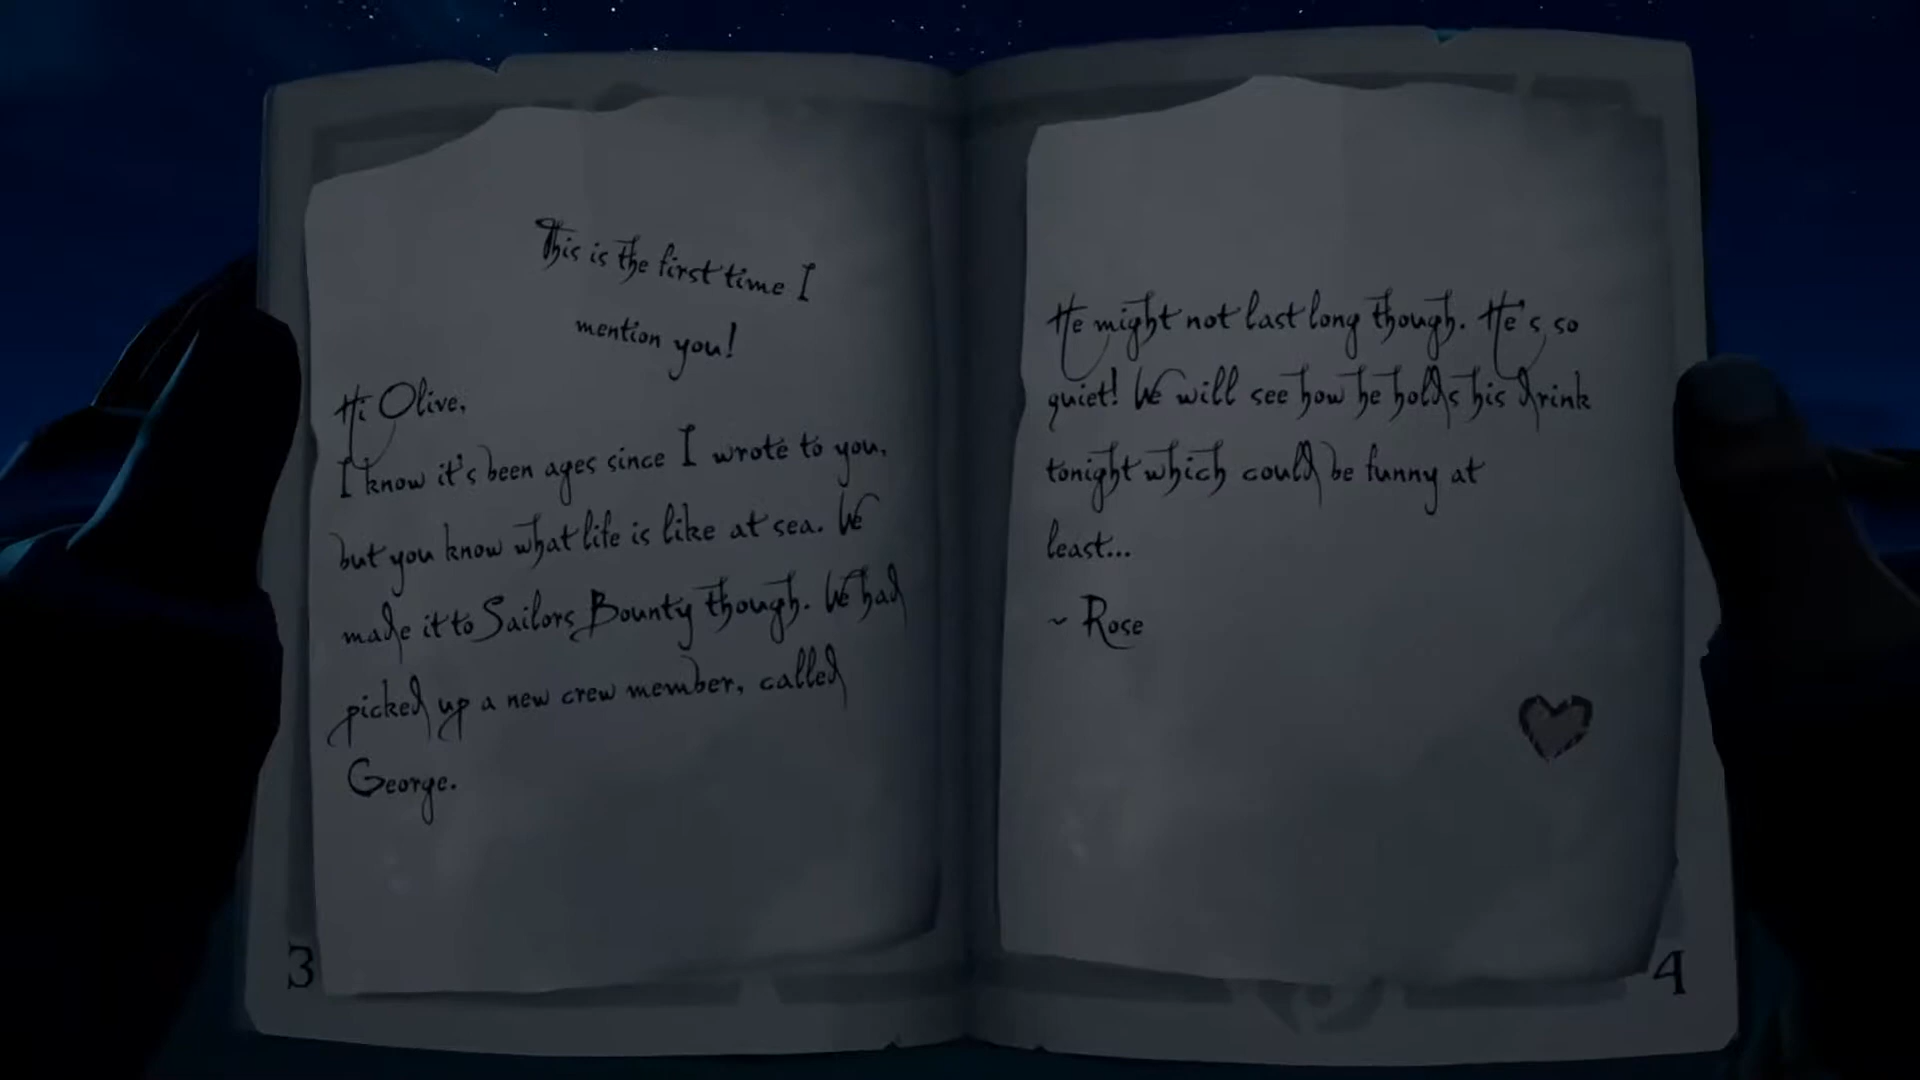 This is the first time I
mention you!
Hi Olive,
I know it's been ages since I wrote to you,
but you know what life is like at sea. We
made it to Sailors Bounty though. We had
picked up a new crew member, called
George.
3
He might not last long though. He's so
quiet! We will see how he holds his drink
tonight which could be funny at
least...
~ Rose
4